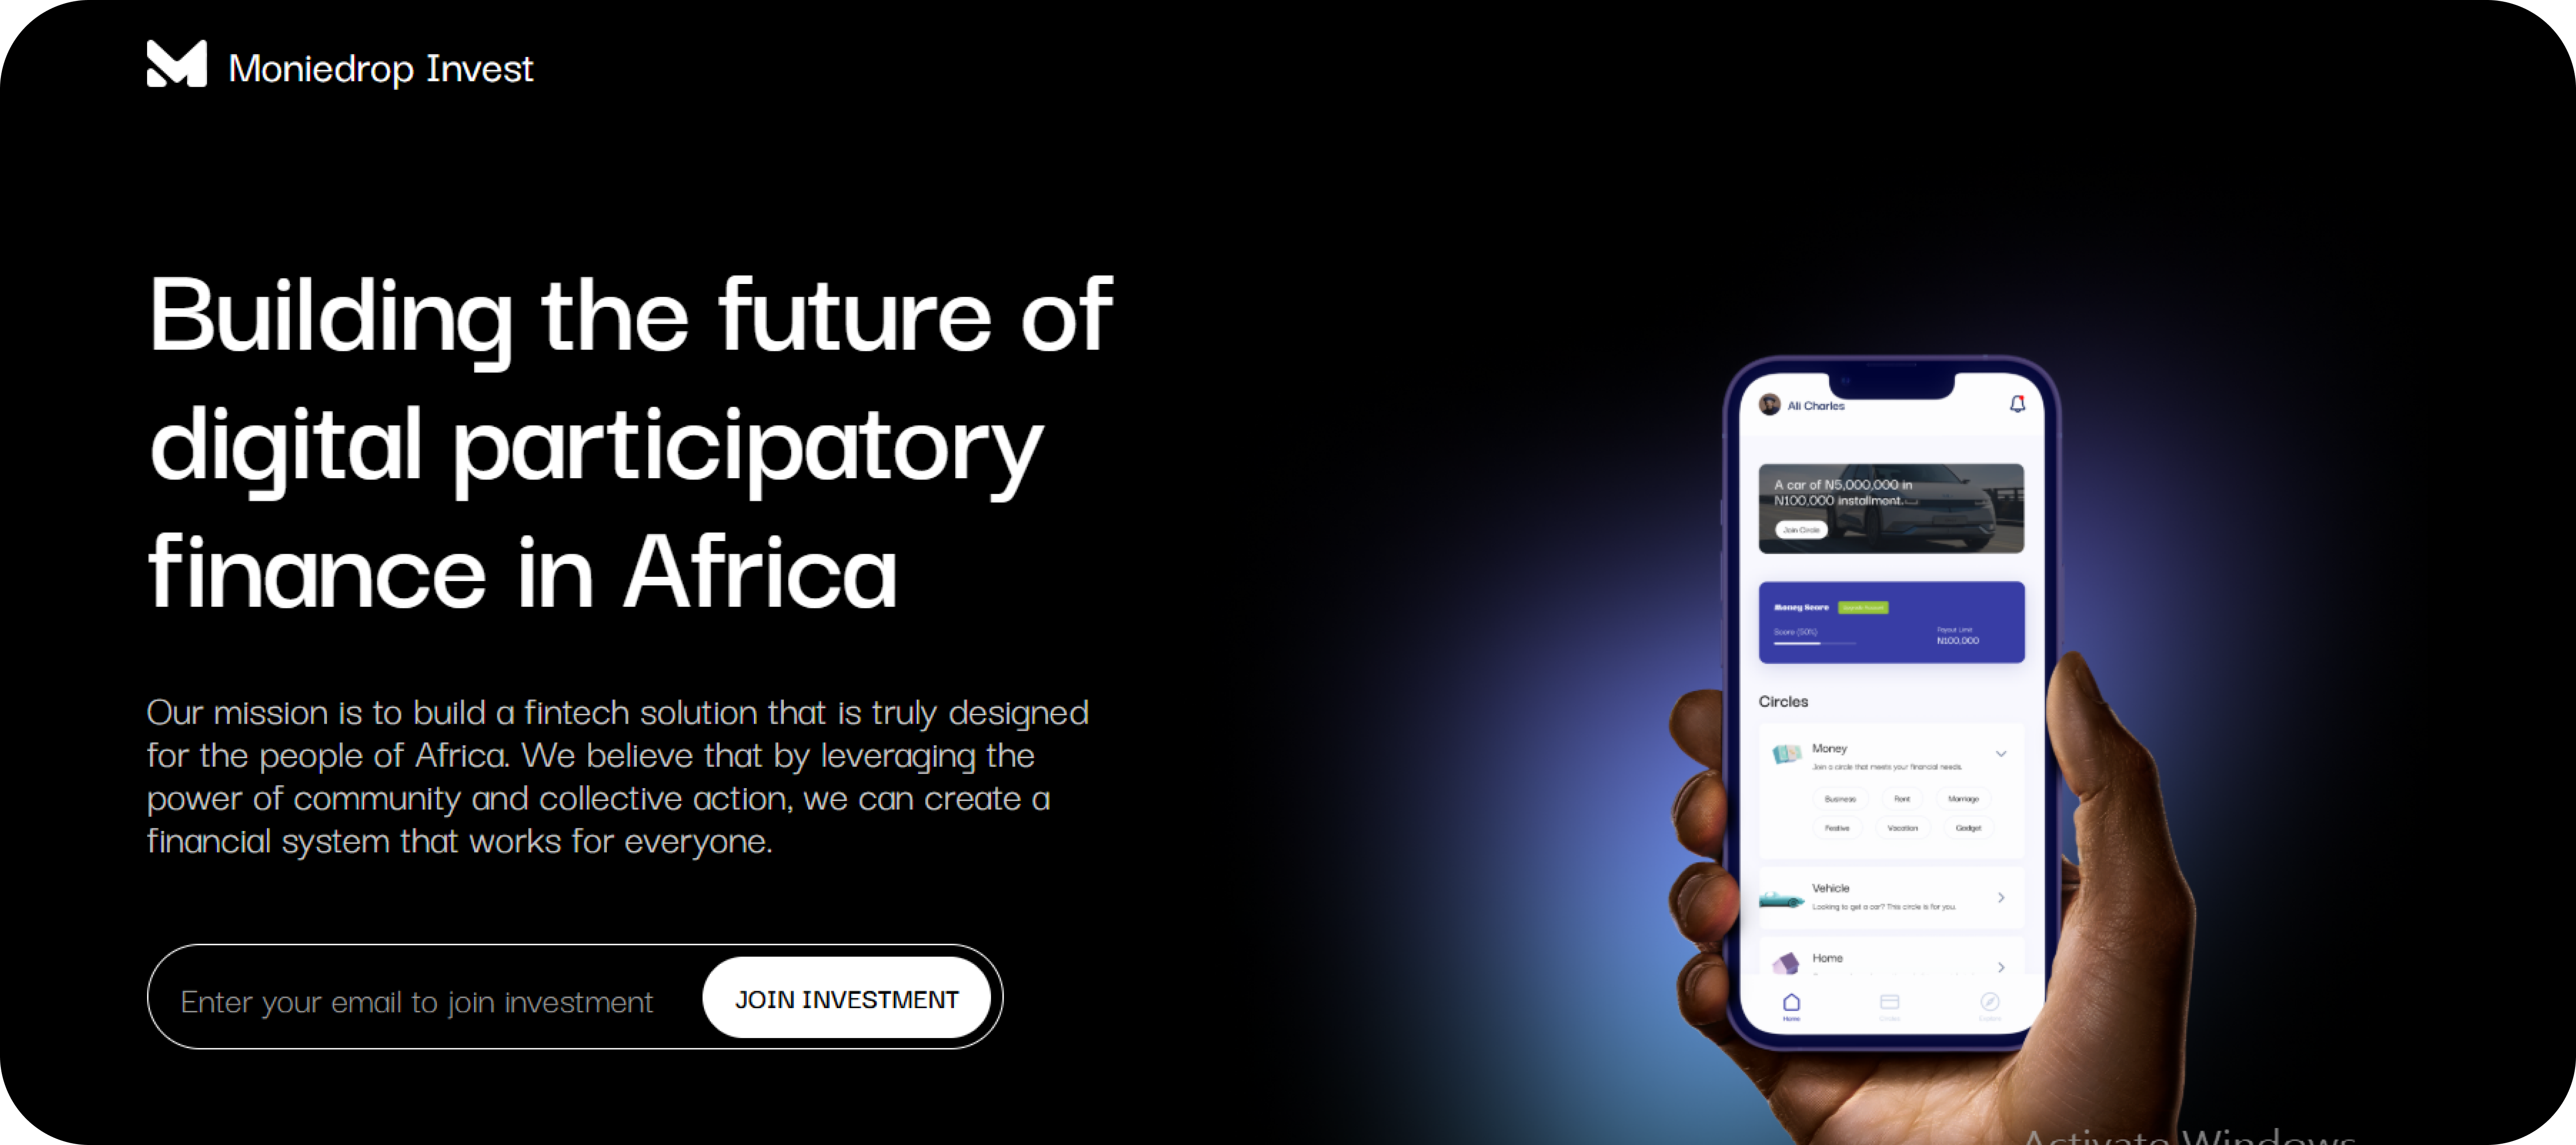 Moniedrop Invest
Building the future of
digital participatory
finance in Africa
Our mission is to build a fintech solution that is truly designed
for the people of Africa. We believe that by leveraging the
power of community and collective action, we can create a
financial system that works for everyone.
Enter your email to join investment
JOIN INVESTMENT
Ali Charles
A car of N5,000,000 in
N100,000 installment.
Join Circle
Money Score
Score (50%)
Payout Limit
N100,000
Circles
Money
Join a circle that meets your financial needs.
Business Rent Marriage
Festive Vacation Gadget
Vehicle
Looking to get a car? This circle is for you.
Home
Home Circles Explore
Activate Windows